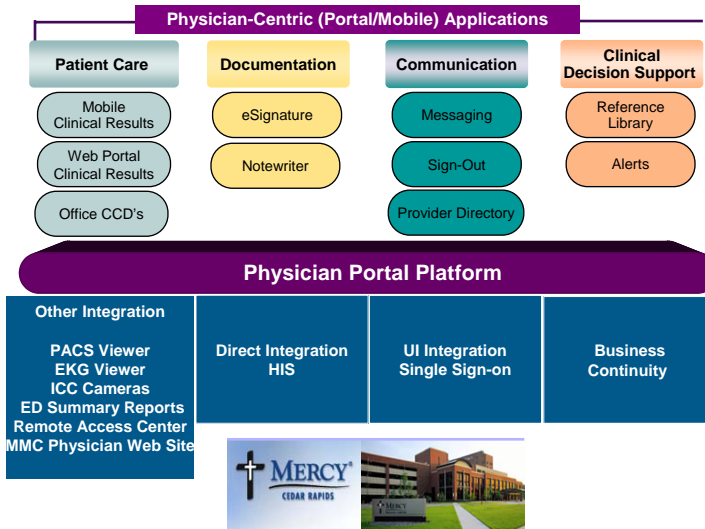 Physician-Centric (Portal/Mobile) Applications
Patient Care
Documentation
Communication
Clinical
Decision Support
Mobile
Clinical Results
Web Portal
Clinical Results
Office CCD's
eSignature
Notewriter
Messaging
Sign-Out
Provider Directory
Reference
Library
Alerts
Physician Portal Platform
Other Integration
PACS Viewer
EKG Viewer
ICC Cameras
ED Summary Reports
Remote Access Center
MMC Physician Web Site
Direct Integration
HIS
UI Integration
Single Sign-on
Business
Continuity
MERCY®
CEDAR RAPIDS
MERCY